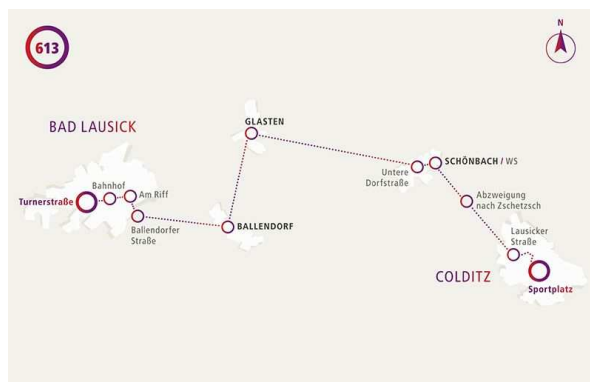 613
N
BAD LAUSICK
GLASTEN
Turnerstraße
Bahnhof
Am Riff
Ballendorfer
Straße
BALLENDORF
Untere
Dorfstraße
SCHÖNBACH / WS
Abzweigung
nach Zschetzsch
Lausicker
Straße
COLDITZ
Sportplatz